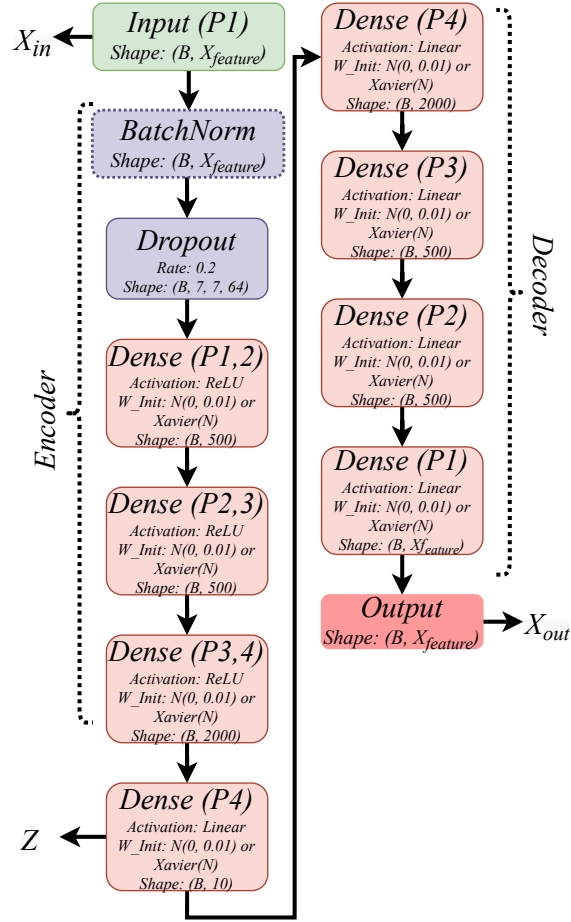 X_in
Input (P1)
Shape: (B, X_feature)
BatchNorm
Shape: (B, X_feature)
Dropout
Rate: 0.2
Shape: (B, 7, 7, 64)
Encoder
Dense (P1,2)
Activation: ReLU
W_Init: N(0, 0.01) or
Xavier(N)
Shape: (B, 500)
Dense (P2,3)
Activation: ReLU
W_Init: N(0, 0.01) or
Xavier(N)
Shape: (B, 500)
Dense (P3,4)
Activation: ReLU
W_Init: N(0, 0.01) or
Xavier(N)
Shape: (B, 2000)
Z
Dense (P4)
Activation: Linear
W_Init: N(0, 0.01) or
Xavier(N)
Shape: (B, 10)
Dense (P4)
Activation: Linear
W_Init: N(0, 0.01) or
Xavier(N)
Shape: (B, 2000)
Dense (P3)
Activation: Linear
W_Init: N(0, 0.01) or
Xavier(N)
Shape: (B, 500)
Decoder
Dense (P2)
Activation: Linear
W_Init: N(0, 0.01) or
Xavier(N)
Shape: (B, 500)
Dense (P1)
Activation: Linear
W_Init: N(0, 0.01) or
Xavier(N)
Shape: (B, Xfeature)
Output
Shape: (B, X_feature)
X_out